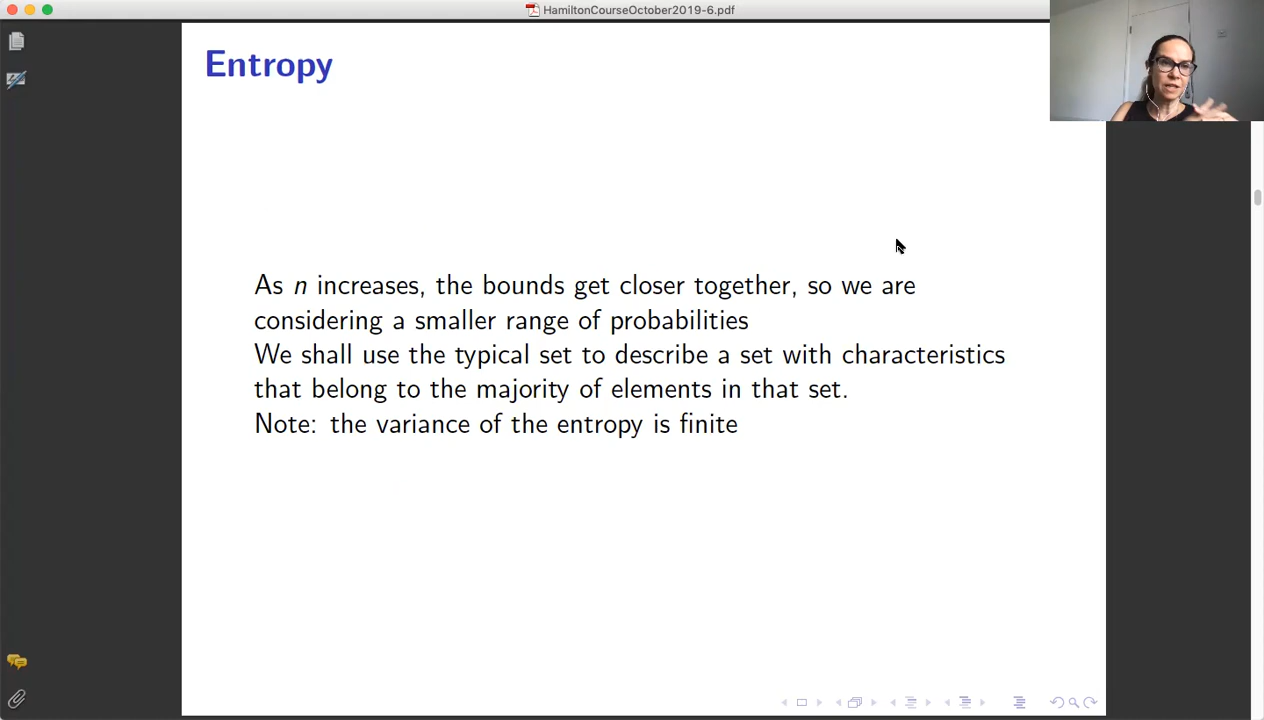 HamiltonCourseOctober2019-6.pdf
Entropy
As n increases, the bounds get closer together, so we are
considering a smaller range of probabilities
We shall use the typical set to describe a set with characteristics
that belong to the majority of elements in that set.
Note: the variance of the entropy is finite